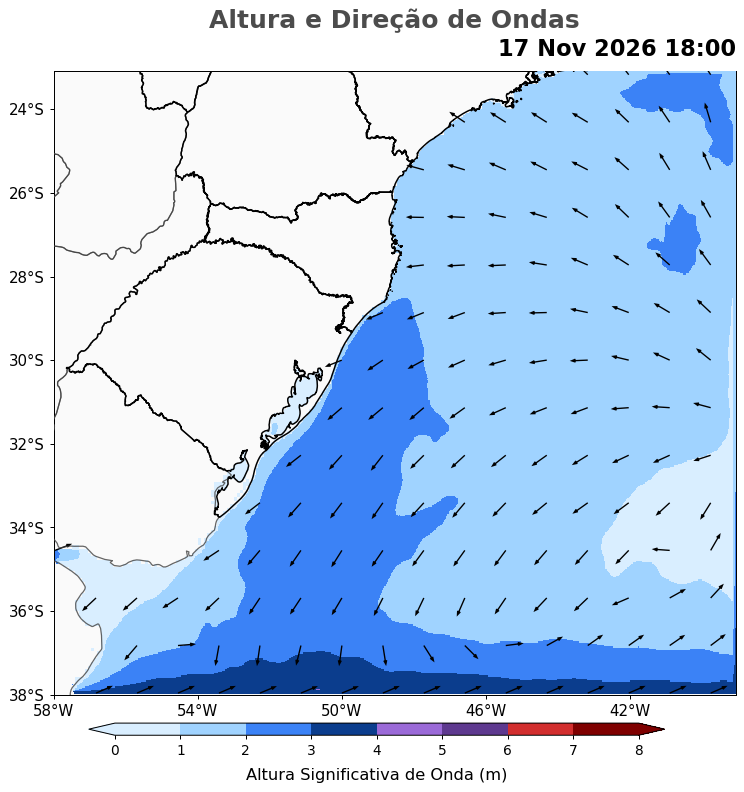 Altura e Direção de Ondas
17 Nov 2026 18:00
24°S
26°S
28°S
30°S
32°S
34°S
36°S
38°S
58°W 54°W 50°W 46°W 42°W
0 1 2 3 4 5 6 7 8
Altura Significativa de Onda (m)